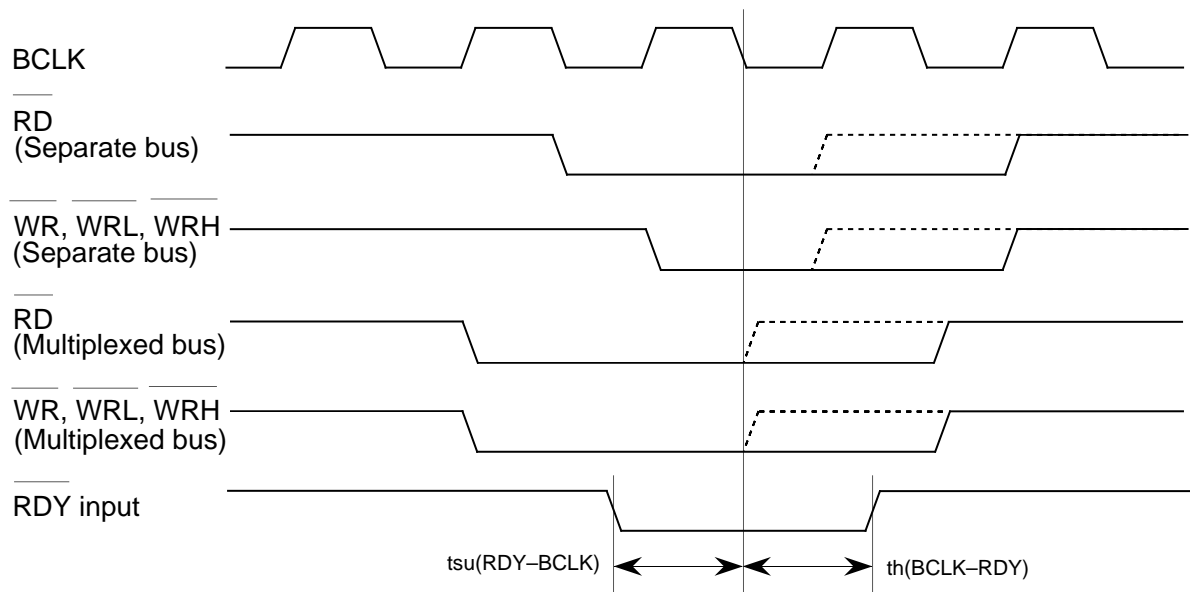 BCLK
RD
(Separate bus)
WR, WRL, WRH
(Separate bus)
RD
(Multiplexed bus)
WR, WRL, WRH
(Multiplexed bus)
RDY input
tsu(RDY–BCLK)
th(BCLK–RDY)